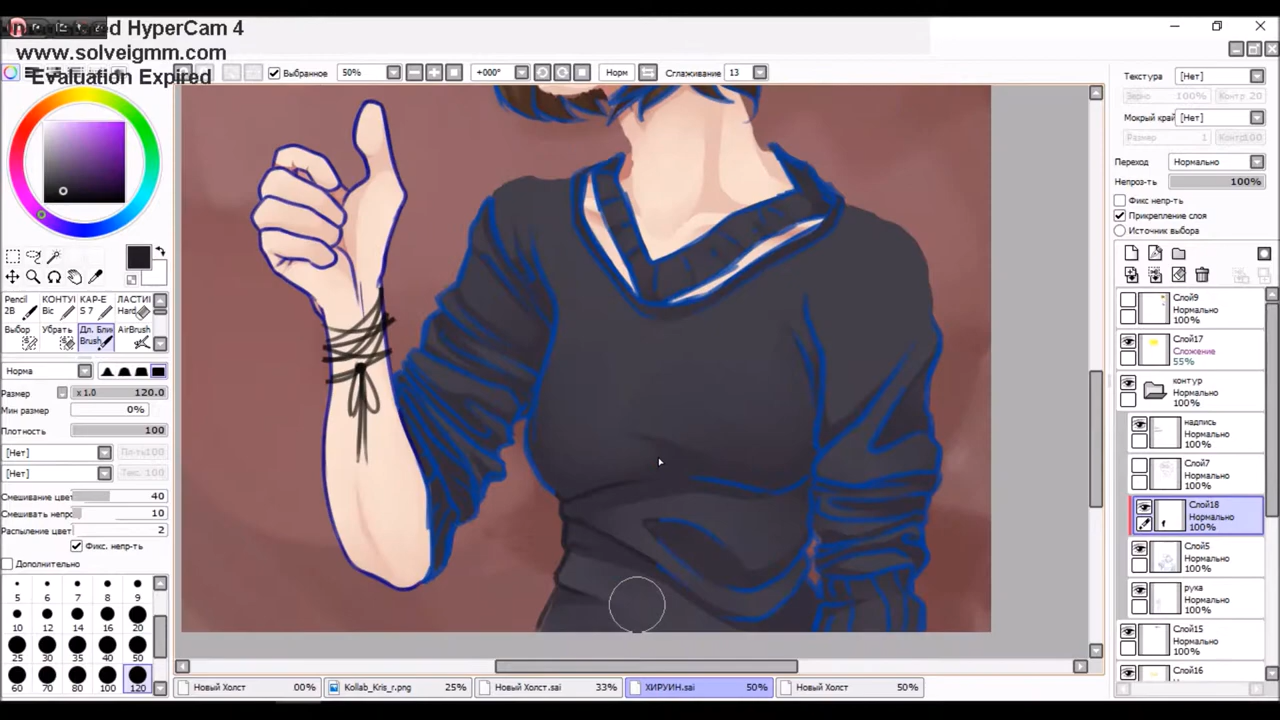 HyperCam 4
www.solveigmm.com
Evaluation Expired
Выбранное 50% +000° Норм Сглаживание 13
Текстура [Нет]
Зерно 100% Контр 20
Мокрый край [Нет]
Размер 1 Контр 100
Переход Нормально
Непроз-ть 100%
Фикс непр-ть
Прикрепление слоя
Источник выбора
Pencil КОНТУ КАР-Е ЛАСТИ
2B Bic S 7 Hard
Выбор Убрать Дл. Бли AirBrush
Brush
Норма
Размер x 1.0 120.0
Мин размер 0%
Плотность 100
[Нет]
[Нет]
Смешивание цвет 40
Смешивать непро 10
Распыление цвет 2
Фикс. непр-ть
Дополнительно
5 6 7 8 9
10 12 14 16 20
25 30 35 40 50
60 70 80 100 120
Слой9
Нормально
100%
Слой17
Сложение
55%
контур
Нормально
100%
надпись
Нормально
100%
Слой7
Нормально
100%
Слой18
Нормально
100%
Слой5
Нормально
100%
рука
Нормально
100%
Слой15
Нормально
100%
Слой16
Новый Холст 00% Kollab_Kris_r.png 25% Новый Холст.sai 33% ХИРУИН.sai 50% Новый Холст 50%